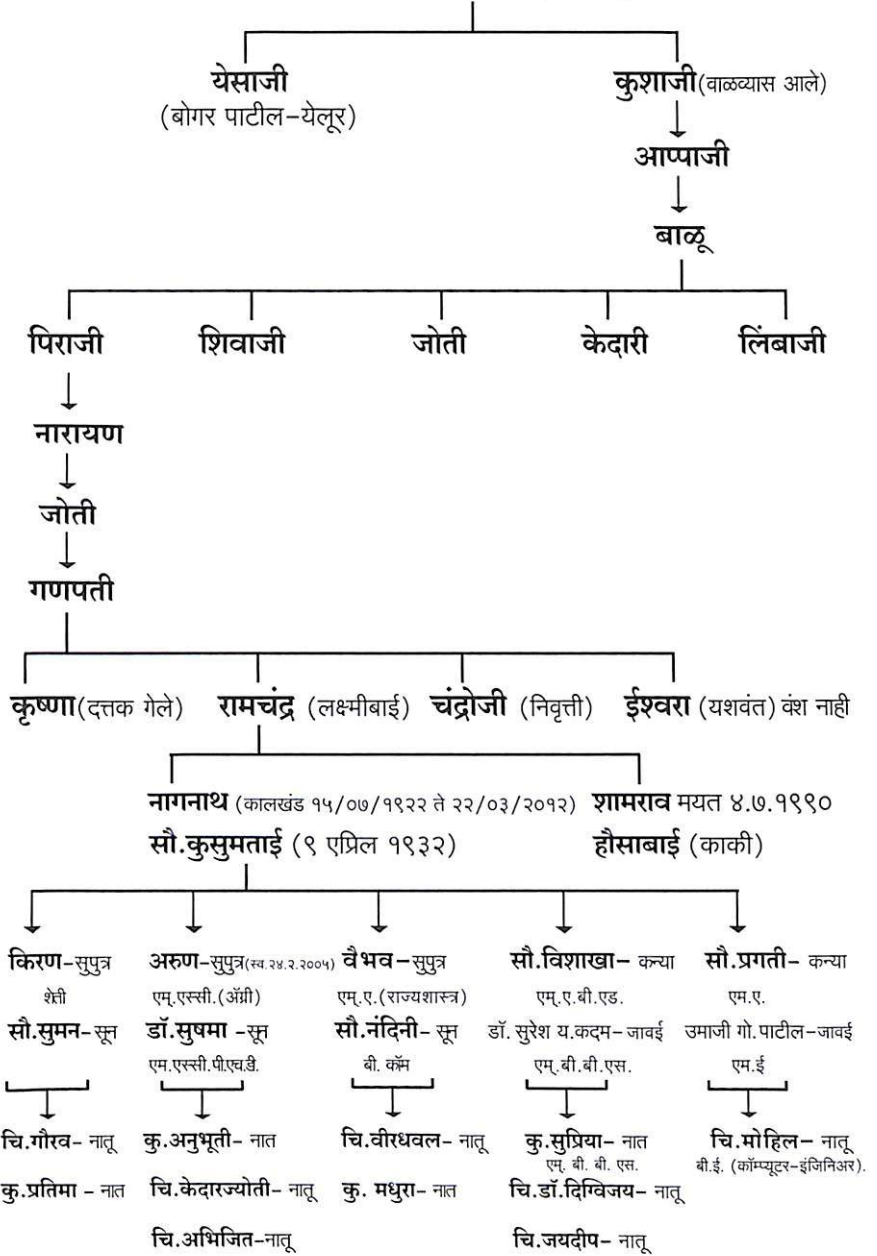 येसाजी कुशाजी(वाळव्यास आले)
(बोगर पाटील-येलूर)
आप्पाजी
बाळू
पिराजी शिवाजी जोती केदारी लिंबाजी
नारायण
जोती
गणपती
कृष्णा(दत्तक गेले) रामचंद्र (लक्ष्मीबाई) चंद्रोजी (निवृत्ती) ईश्वरा (यशवंत) वंश नाही
नागनाथ (कालखंड १५/०७/१९२२ ते २२/०३/२०१२) शामराव मयत ४.७.१९९०
सौ.कुसुमताई (९ एप्रिल १९३२) हौसाबाई (काकी)
किरण-सुपुत्र अरुण-सुपुत्र(स्व.२४.२.२००५) वैभव-सुपुत्र सौ.विशाखा- कन्या सौ.प्रगती- कन्या
शेती एम्.एस्सी.(ॲग्री) एम्.ए.(राज्यशास्त्र) एम्.ए.बी.एड. एम.ए.
सौ.सुमन-सून डॉ.सुषमा -सून सौ.नंदिनी- सून डॉ. सुरेश य.कदम- जावई उमाजी गो.पाटील-जावई
एम.एस्सी.पी.एच.डी. बी. कॉम एम्.बी.बी.एस. एम.ई
चि.गौरव- नातू कु.अनुभूती- नात चि.वीरधवल- नातू कु.सुप्रिया- नात चि.मोहिल- नातू
एम्. बी. बी. एस. बी.ई. (कॉम्प्यूटर-इंजिनिअर).
कु.प्रतिमा - नात चि.केदारज्योती- नातू कु. मधुरा- नात चि.डॉ.दिग्विजय- नातू
चि.अभिजित-नातू चि.जयदीप- नातू